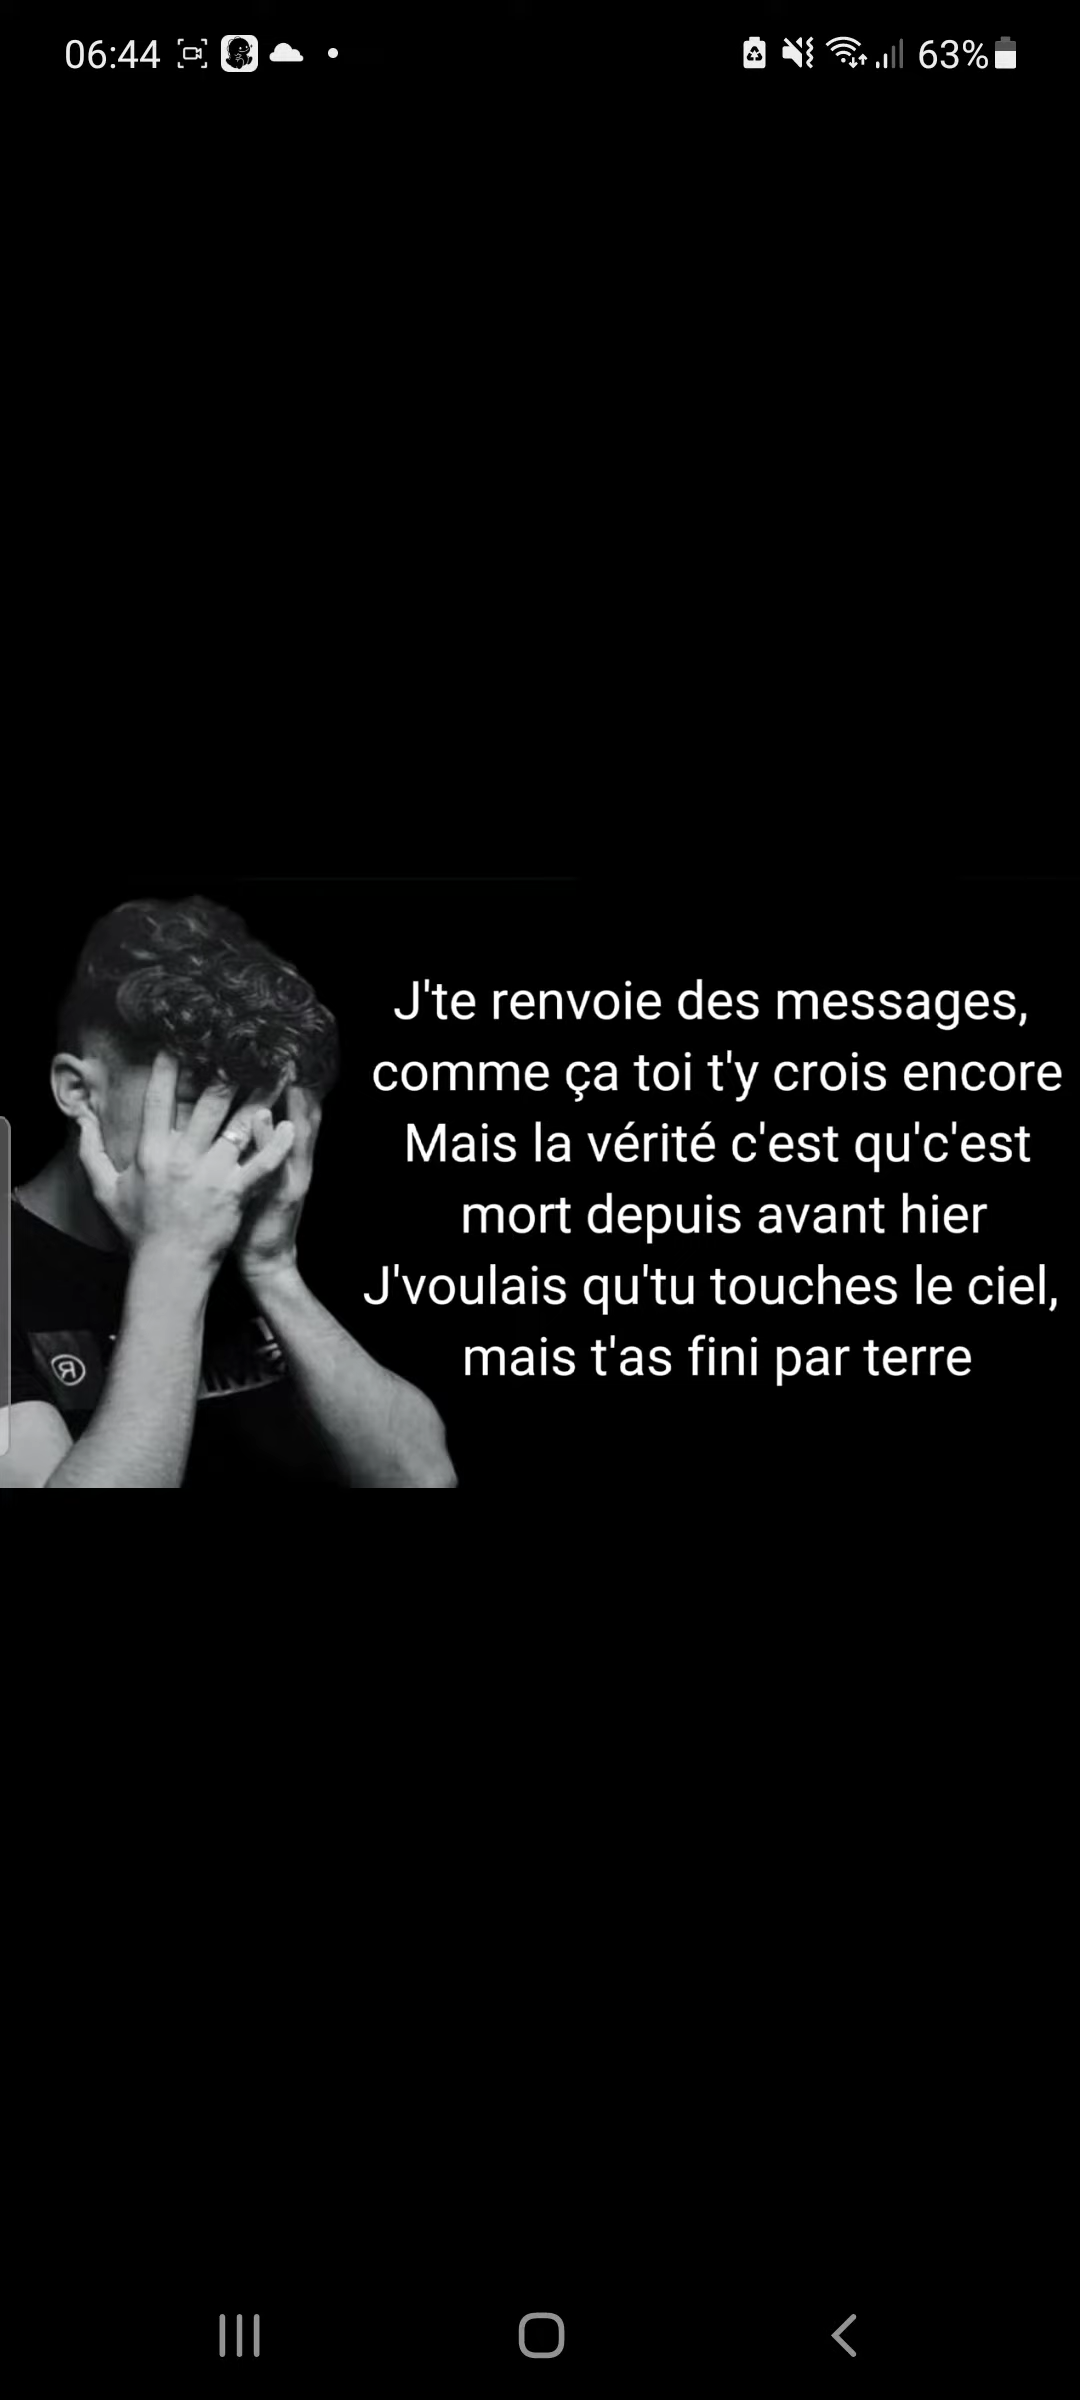 06:44
63%
J'te renvoie des messages,
comme ça toi t'y crois encore
Mais la vérité c'est qu'c'est
mort depuis avant hier
J'voulais qu'tu touches le ciel,
mais t'as fini par terre